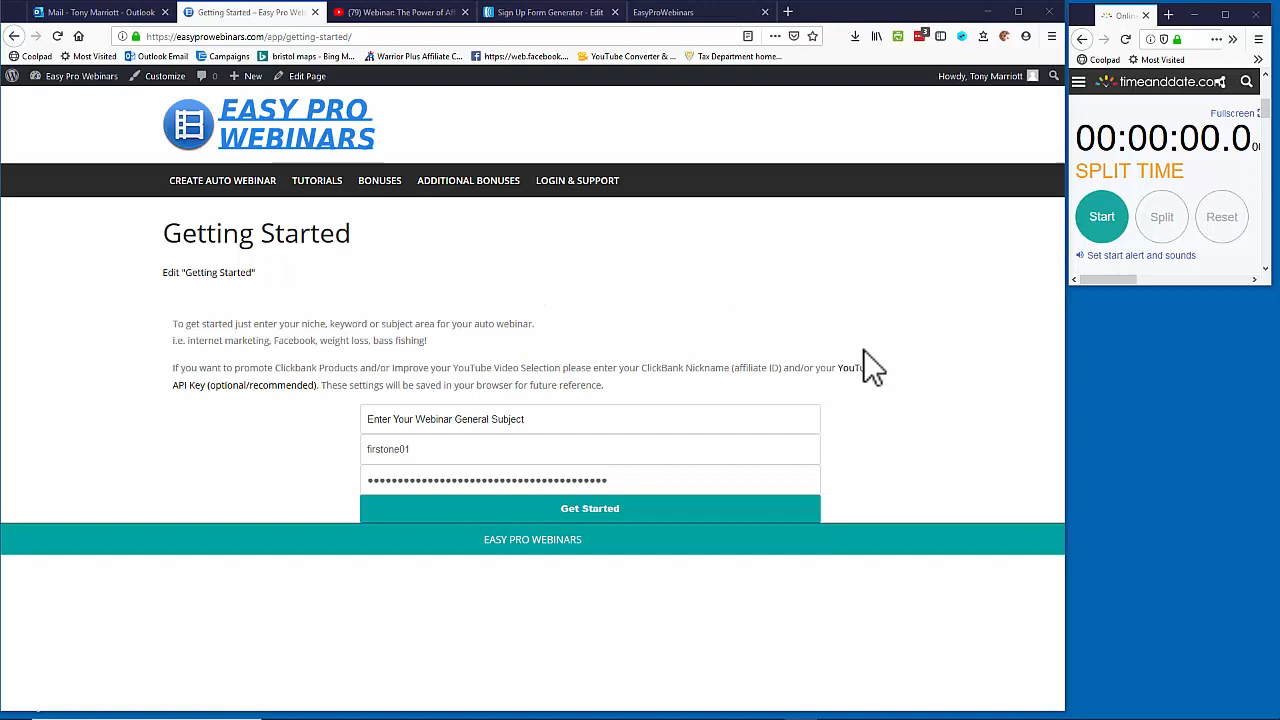 Mail - Tony Marriott - Outlook
Getting Started – Easy Pro Web
(79) Webinar: The Power of Aff
Sign Up Form Generator - Edit
EasyProWebinars
https://easyprowebinars.com/app/getting-started/
Coolpad
Most Visited
Outlook Email
Campaigns
bristol maps - Bing M...
Warrior Plus Affiliate C...
https://web.facebook....
YouTube Converter & ...
Tax Department home...
3
Easy Pro Webinars
Customize
0
New
Edit Page
Howdy, Tony Marriott
EASY PRO
WEBINARS
CREATE AUTO WEBINAR
TUTORIALS
BONUSES
ADDITIONAL BONUSES
LOGIN & SUPPORT
Getting Started
Edit "Getting Started"
To get started just enter your niche, keyword or subject area for your auto webinar.
i.e. internet marketing, Facebook, weight loss, bass fishing!
If you want to promote Clickbank Products and/or Improve your YouTube Video Selection please enter your ClickBank Nickname (affiliate ID) and/or your YouTu
API Key (optional/recommended). These settings will be saved in your browser for future reference.
Enter Your Webinar General Subject
firstone01
Get Started
EASY PRO WEBINARS
Online
Coolpad
Most Visited
timeanddate.com
Fullscreen
00:00:00.0
00
SPLIT TIME
Start
Split
Reset
Set start alert and sounds